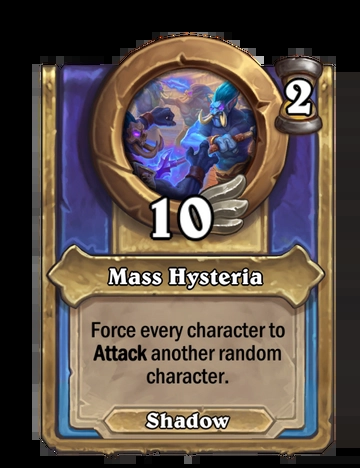 2
10
Mass Hysteria
Force every character to
Attack another random
character.
Shadow